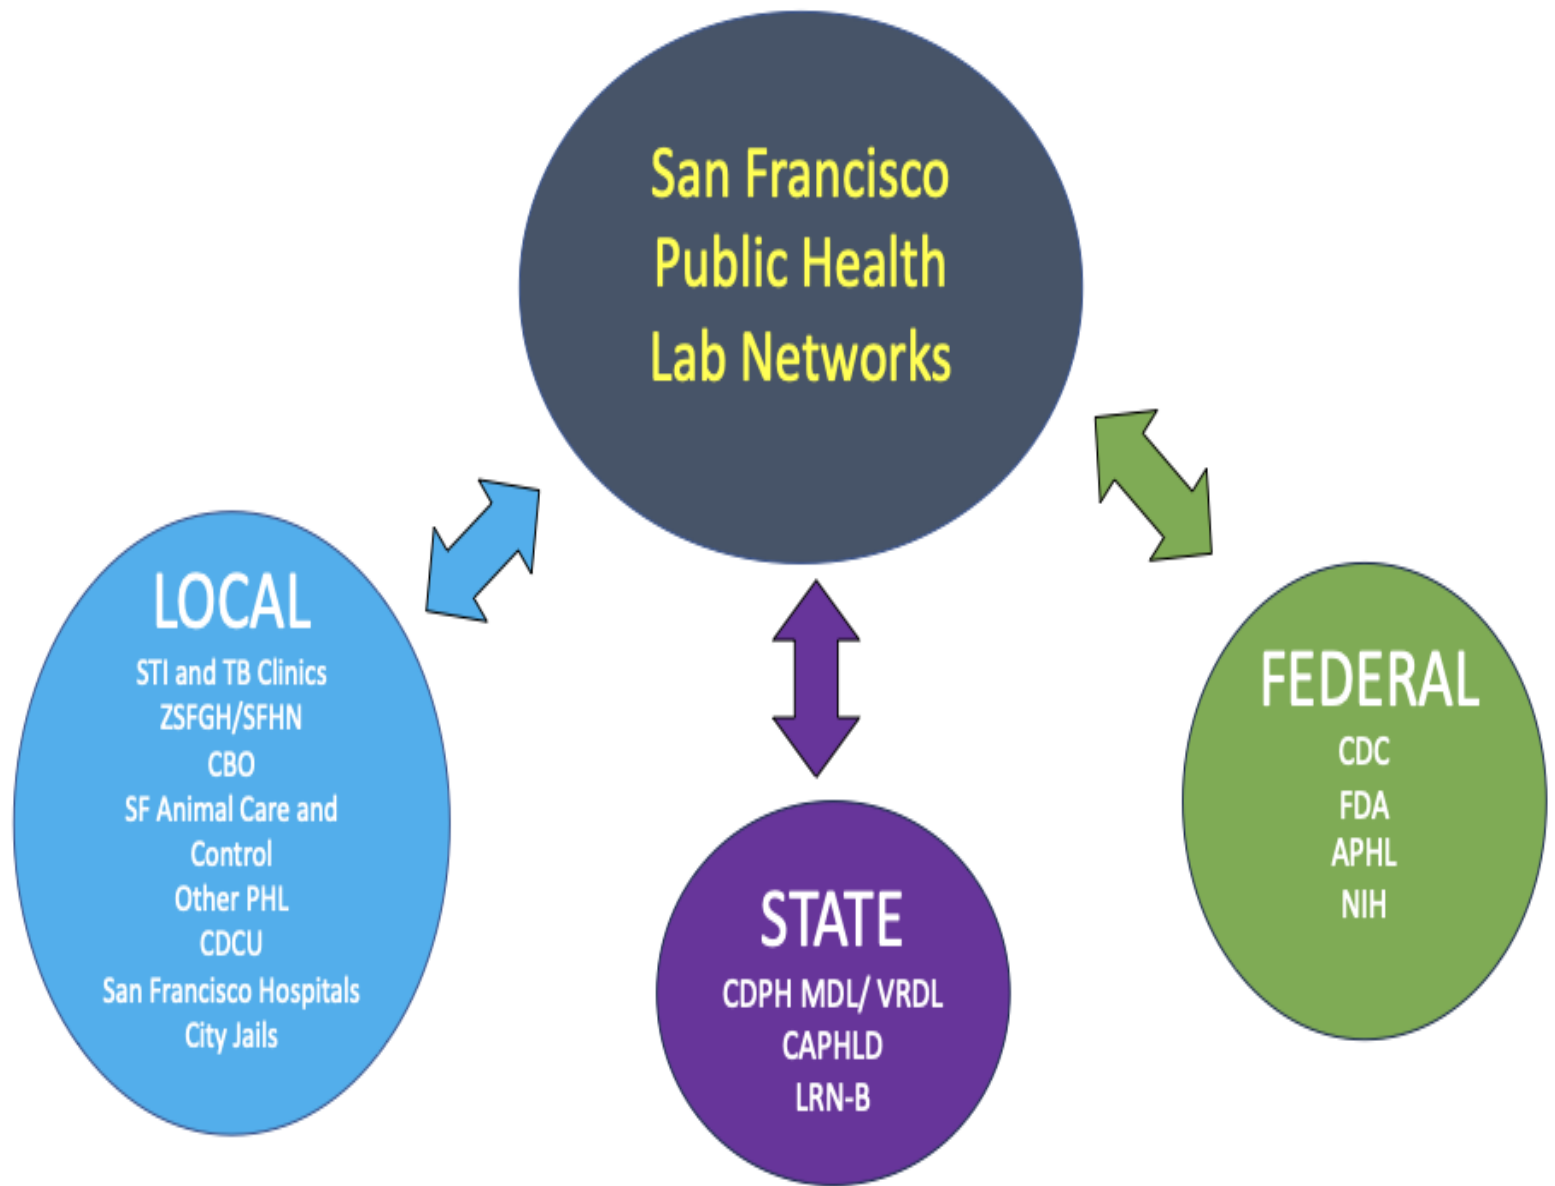 San Francisco
Public Health
Lab Networks
LOCAL
STI and TB Clinics
ZSFGH/SFHN
CBO
SF Animal Care and
Control
Other PHL
CDCU
San Francisco Hospitals
City Jails
STATE
CDPH MDL/ VRDL
CAPHLD
LRN-B
FEDERAL
CDC
FDA
APHL
NIH